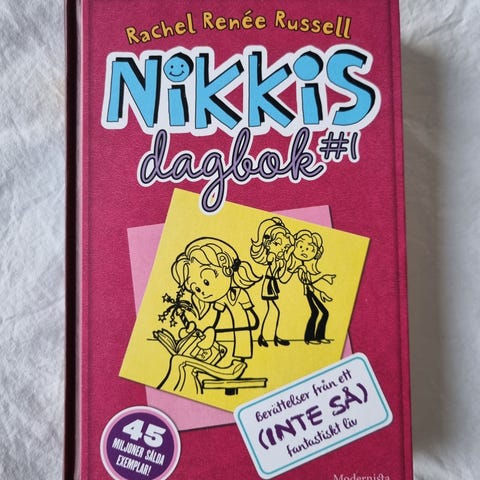 Rachel Renée Russell
NiKKiS
dagbok #1
Berättelser från ett
(INTE SÅ)
fantastiskt liv
45
MILJONER SÅLDA
EXEMPLAR!
Modernista